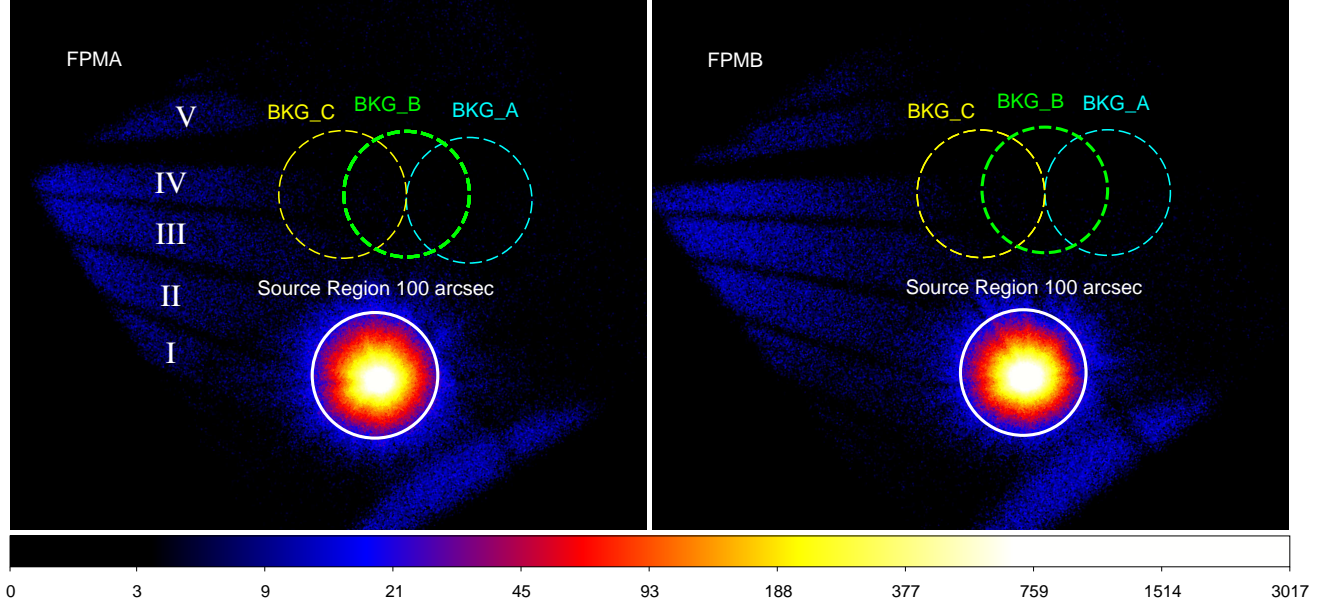 FPMA
BKG_C
BKG_B
BKG_A
V
IV
III
II
I
Source Region 100 arcsec
FPMB
BKG_C
BKG_B
BKG_A
Source Region 100 arcsec
0 3 9 21 45 93 188 377 759 1514 3017